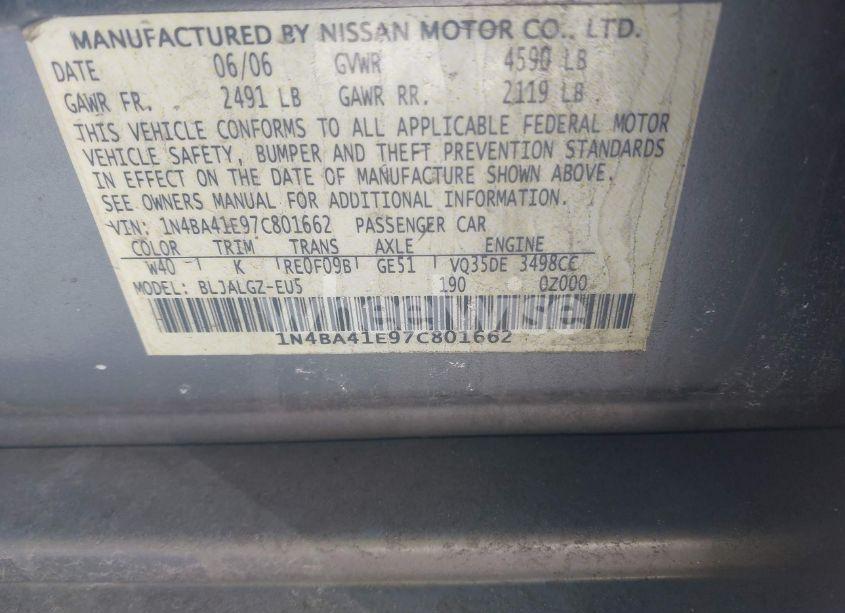 MANUFACTURED BY NISSAN MOTOR CO., LTD.
DATE 06/06 GVWR 4590 LB
GAWR FR. 2491 LB GAWR RR. 2119 LB
THIS VEHICLE CONFORMS TO ALL APPLICABLE FEDERAL MOTOR
VEHICLE SAFETY, BUMPER AND THEFT PREVENTION STANDARDS
IN EFFECT ON THE DATE OF MANUFACTURE SHOWN ABOVE.
SEE OWNERS MANUAL FOR ADDITIONAL INFORMATION.
VIN: 1N4BA41E97C801662 PASSENGER CAR
COLOR TRIM TRANS AXLE ENGINE
W40 K RE0F09B GE51 VQ35DE 3498CC
MODEL: BLJALGZ-EU5 190 0Z000
1N4BA41E97C801662